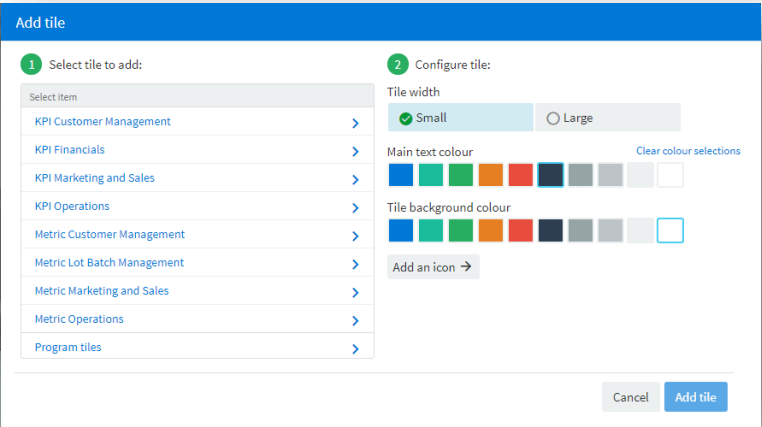 Add tile
1 Select tile to add:
Select item
KPI Customer Management
KPI Financials
KPI Marketing and Sales
KPI Operations
Metric Customer Management
Metric Lot Batch Management
Metric Marketing and Sales
Metric Operations
Program tiles
2 Configure tile:
Tile width
Small Large
Main text colour Clear colour selections
Tile background colour
Add an icon →
Cancel Add tile